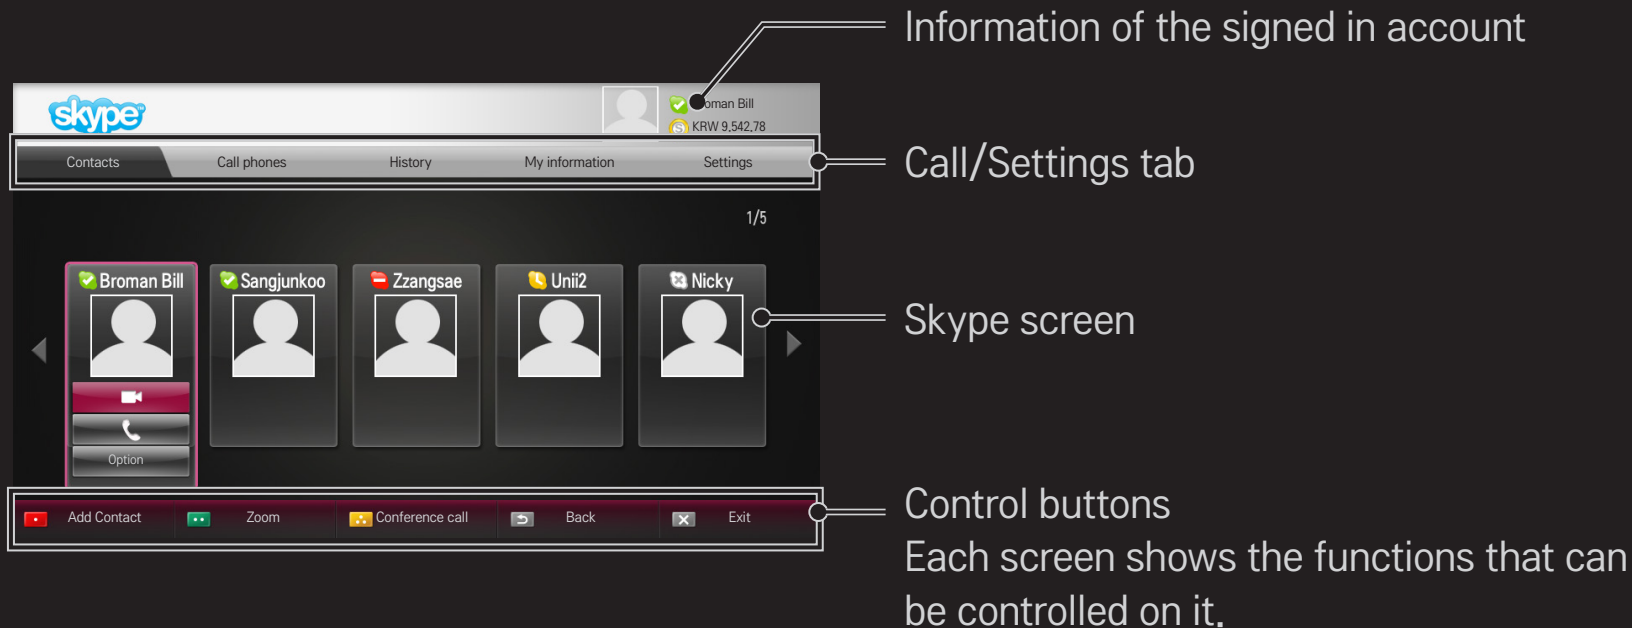 Information of the signed in account
skype
Broman Bill
KRW 9,542.78
Contacts Call phones History My information Settings
Call/Settings tab
1/5
Broman Bill Sangjunkoo Zzangsae Unii2 Nicky
Skype screen
Option
Add Contact Zoom Conference call Back Exit
Control buttons
Each screen shows the functions that can
be controlled on it.